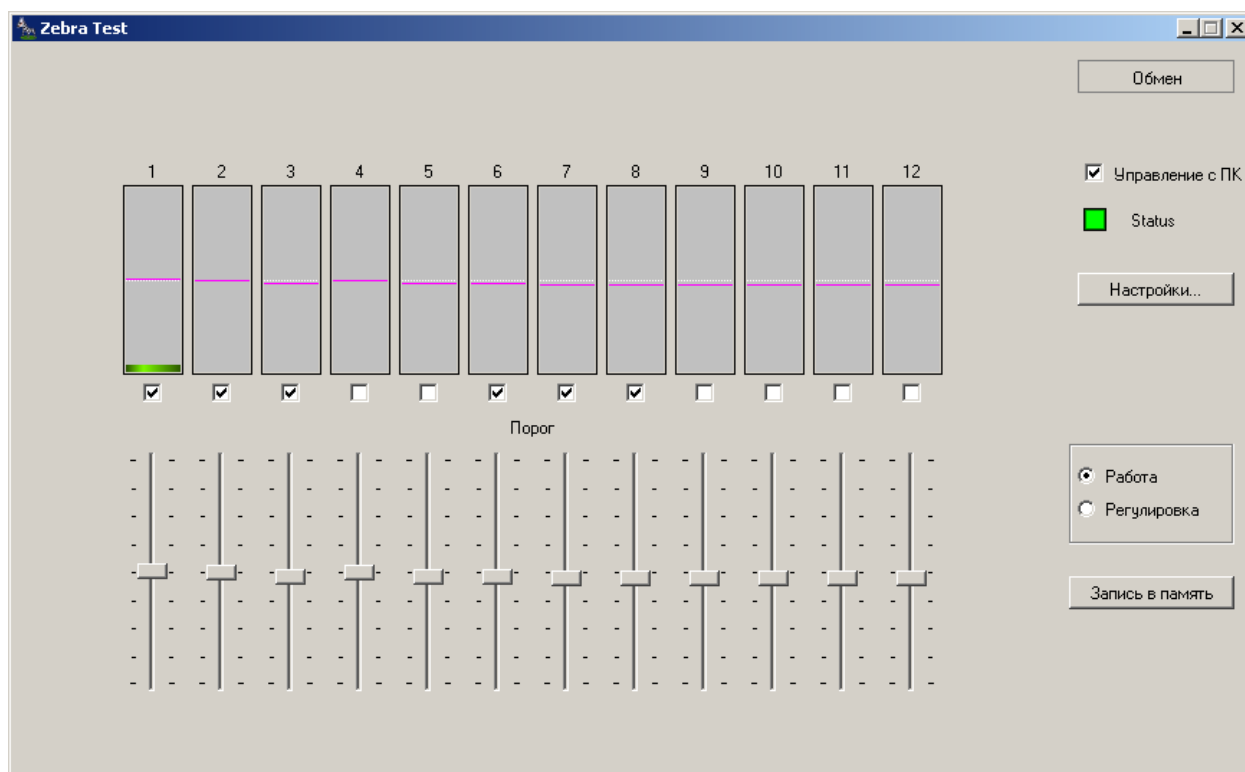 Zebra Test
Обмен
1 2 3 4 5 6 7 8 9 10 11 12
Управление с ПК
Status
Настройки...
Порог
Работа
Регулировка
Запись в память